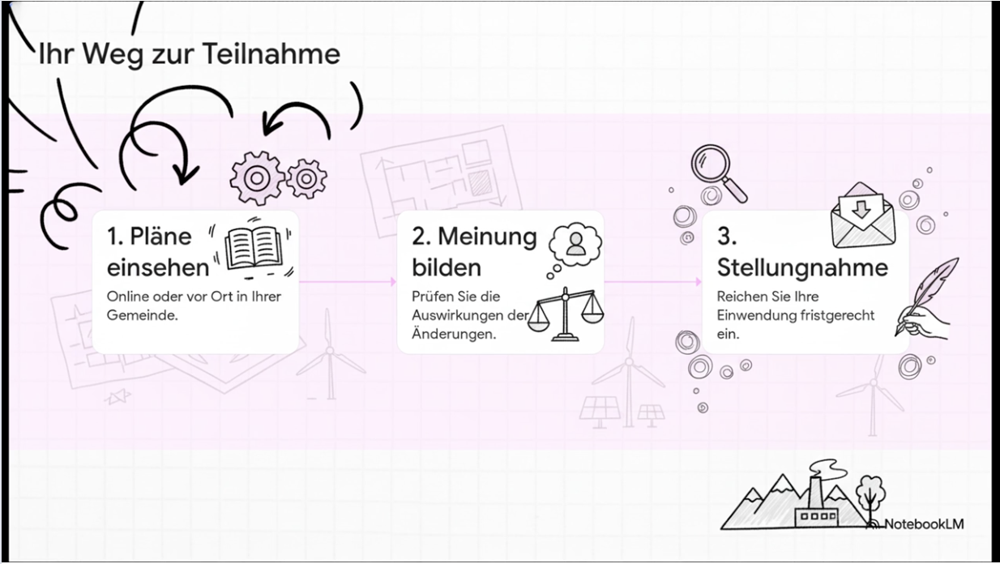 Ihr Weg zur Teilnahme
1. Pläne
einsehen
Online oder vor Ort in Ihrer
Gemeinde.
2. Meinung
bilden
Prüfen Sie die
Auswirkungen der
Änderungen.
3.
Stellungnahme
Reichen Sie Ihre
Einwendung fristgerecht
ein.
NotebookLM